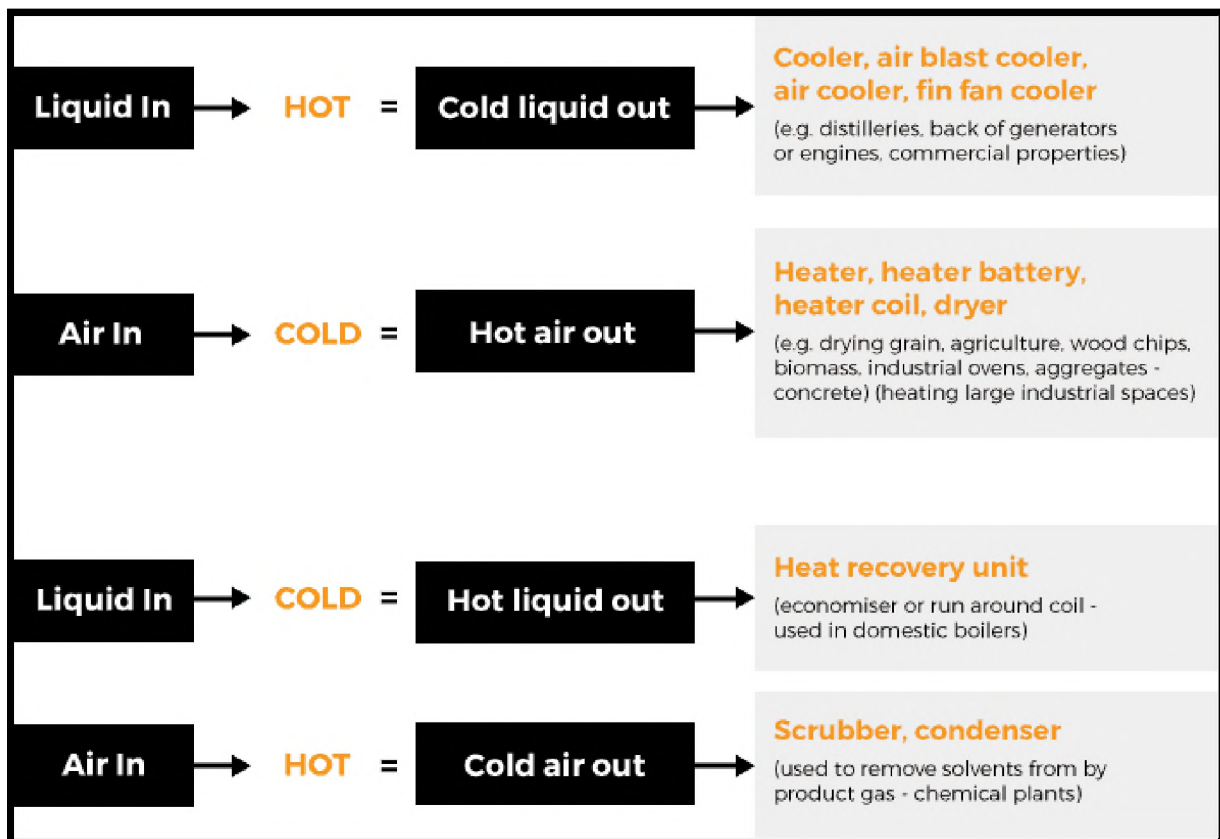 Liquid In
HOT
=
Cold liquid out
Cooler, air blast cooler,
air cooler, fin fan cooler
(e.g. distilleries, back of generators
or engines, commercial properties)
Air In
COLD
=
Hot air out
Heater, heater battery,
heater coil, dryer
(e.g. drying grain, agriculture, wood chips,
biomass, industrial ovens, aggregates -
concrete) (heating large industrial spaces)
Liquid In
COLD
=
Hot liquid out
Heat recovery unit
(economiser or run around coil -
used in domestic boilers)
Air In
HOT
=
Cold air out
Scrubber, condenser
(used to remove solvents from by
product gas - chemical plants)